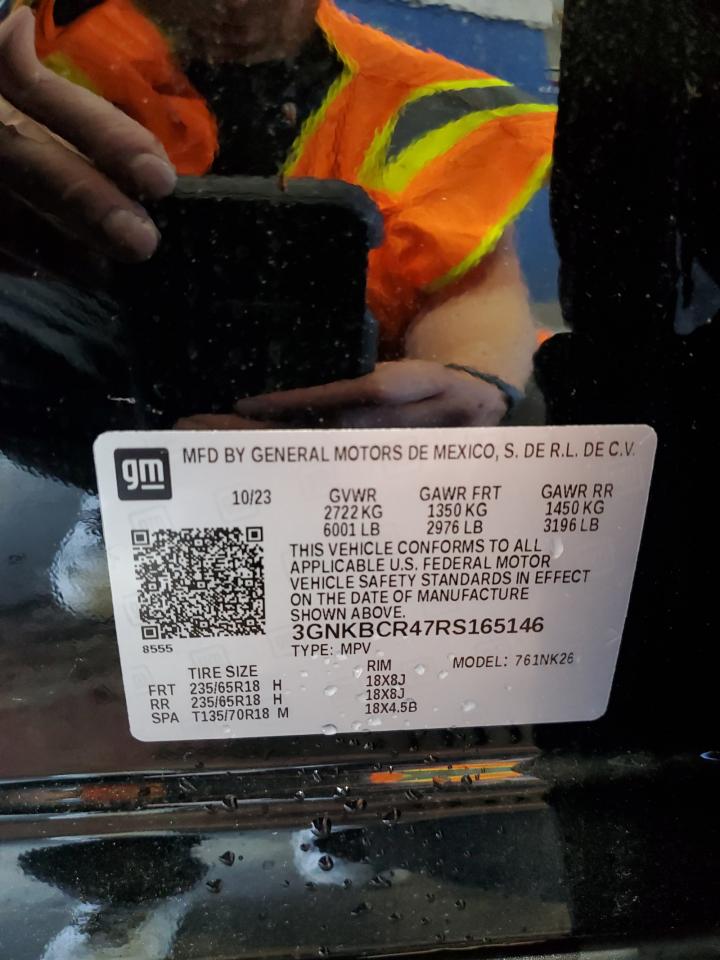 gm
MFD BY GENERAL MOTORS DE MEXICO, S. DE R.L. DE C.V.
10/23 GVWR GAWR FRT GAWR RR
2722 KG 1350 KG 1450 KG
6001 LB 2976 LB 3196 LB
THIS VEHICLE CONFORMS TO ALL
APPLICABLE U.S. FEDERAL MOTOR
VEHICLE SAFETY STANDARDS IN EFFECT
ON THE DATE OF MANUFACTURE
SHOWN ABOVE.
3GNKBCR47RS165146
8555 TYPE: MPV
TIRE SIZE RIM MODEL: 761NK26
FRT 235/65R18 H 18X8J
RR 235/65R18 H 18X8J
SPA T135/70R18 M 18X4.5B